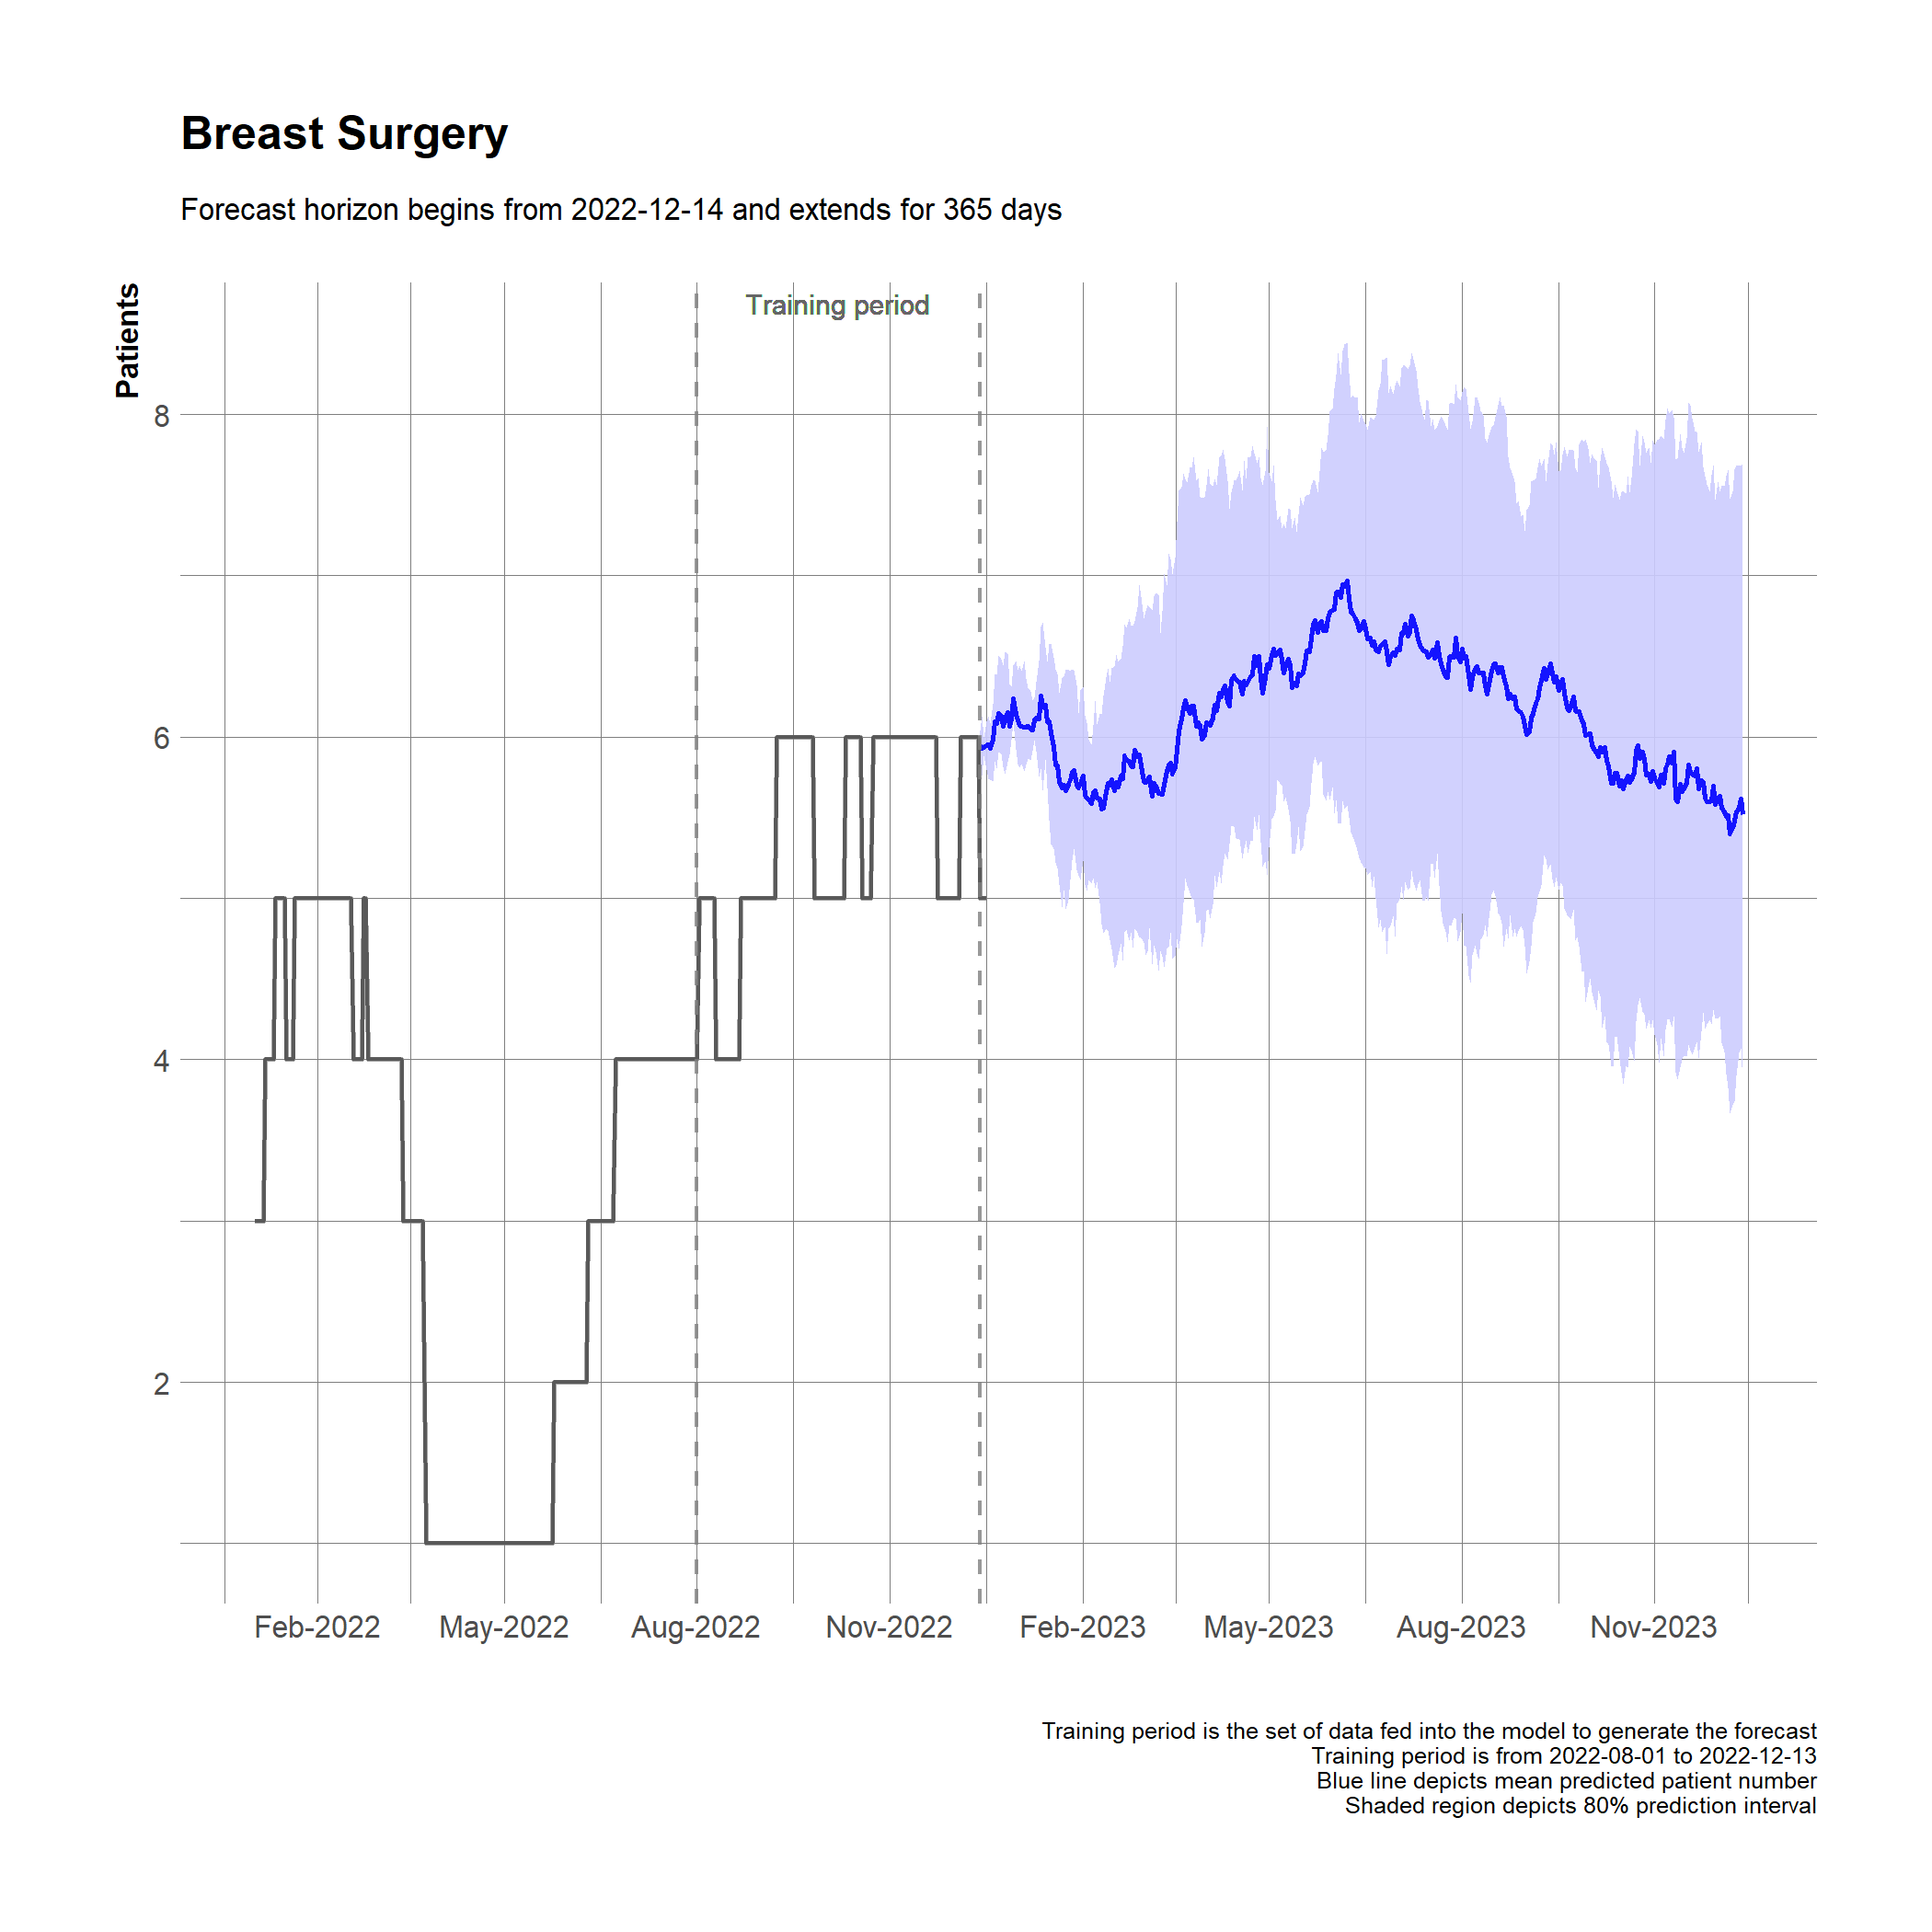 Breast Surgery
Forecast horizon begins from 2022-12-14 and extends for 365 days
Patients
Training period
8
6
4
2
Feb-2022 May-2022 Aug-2022 Nov-2022 Feb-2023 May-2023 Aug-2023 Nov-2023
Training period is the set of data fed into the model to generate the forecast
Training period is from 2022-08-01 to 2022-12-13
Blue line depicts mean predicted patient number
Shaded region depicts 80% prediction interval